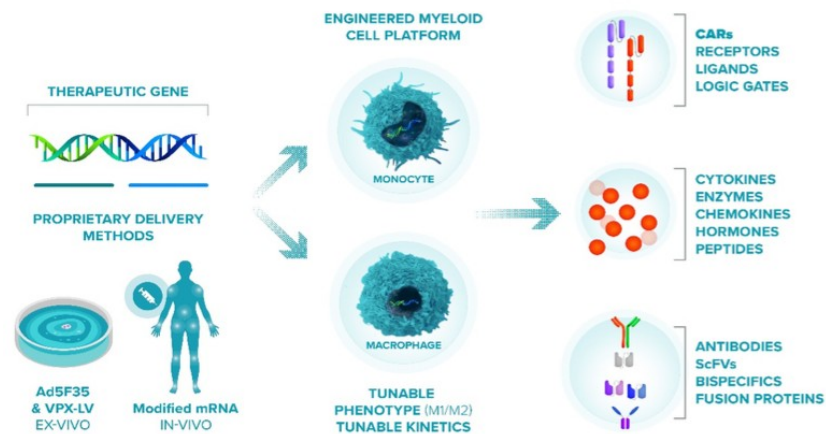 THERAPEUTIC GENE
PROPRIETARY DELIVERY
METHODS
Ad5F35
& VPX-LV
EX-VIVO
Modified mRNA
IN-VIVO
ENGINEERED MYELOID
CELL PLATFORM
MONOCYTE
MACROPHAGE
TUNABLE
PHENOTYPE (M1/M2)
TUNABLE KINETICS
CARs
RECEPTORS
LIGANDS
LOGIC GATES
CYTOKINES
ENZYMES
CHEMOKINES
HORMONES
PEPTIDES
ANTIBODIES
ScFVs
BISPECIFICS
FUSION PROTEINS